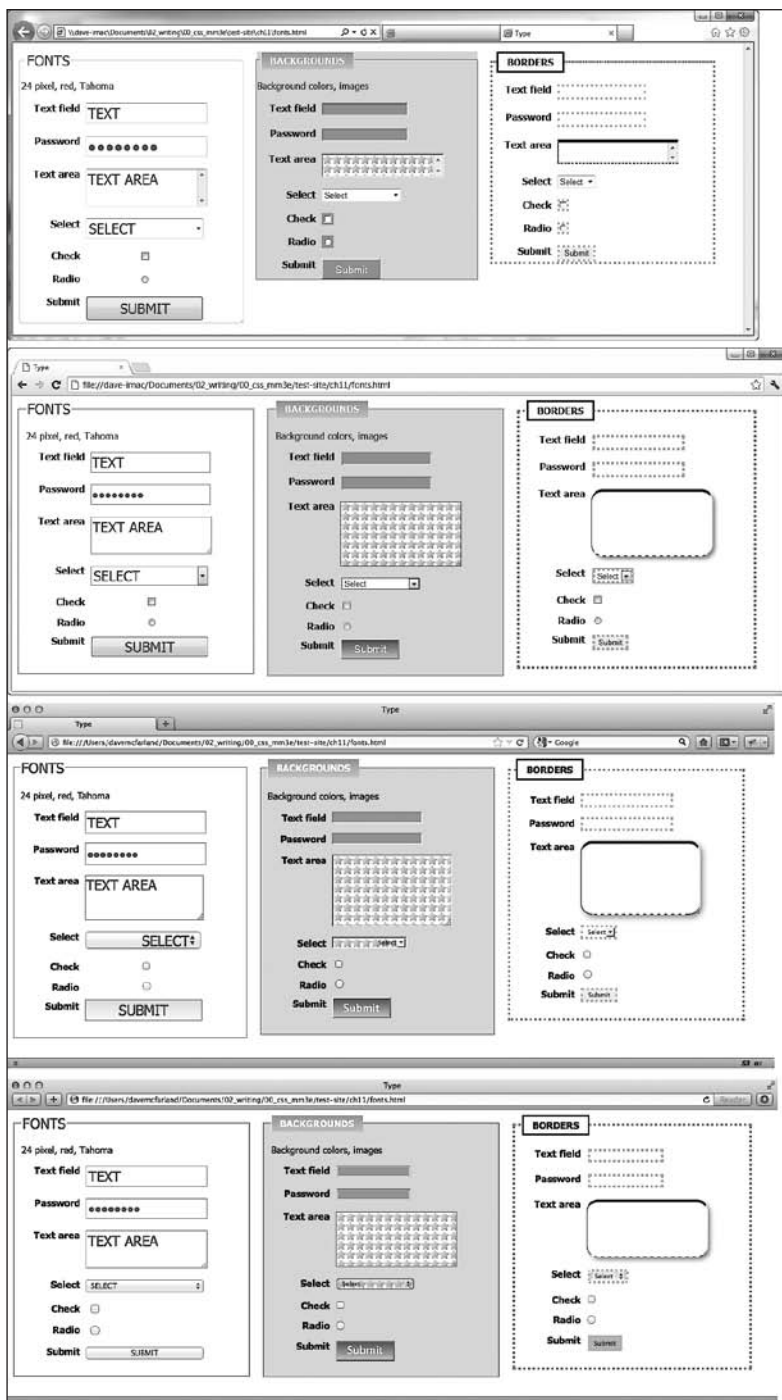 \\dave-imac\Documents\02_writing\00_css_mm3e\test-site\ch11\fonts.html
Type
FONTS
24 pixel, red, Tahoma
Text field TEXT
Password
Text area TEXT AREA
Select SELECT
Check
Radio
Submit SUBMIT
BACKGROUNDS
Background colors, images
Text field
Password
Text area
Select Select
Check
Radio
Submit Submit
BORDERS
Text field
Password
Text area
Select Select
Check
Radio
Submit Submit
Type
file://dave-imac/Documents/02_writing/00_css_mm3e/test-site/ch11/fonts.html
FONTS
24 pixel, red, Tahoma
Text field TEXT
Password
Text area TEXT AREA
Select SELECT
Check
Radio
Submit SUBMIT
BACKGROUNDS
Background colors, images
Text field
Password
Text area
Select Select
Check
Radio
Submit Submit
BORDERS
Text field
Password
Text area
Select Select
Check
Radio
Submit Submit
Type
Type
file:///Users/davemcfarland/Documents/02_writing/00_css_mm3e/test-site/ch11/fonts.html
Google
FONTS
24 pixel, red, Tahoma
Text field TEXT
Password
Text area TEXT AREA
Select SELECT
Check
Radio
Submit SUBMIT
BACKGROUNDS
Background colors, images
Text field
Password
Text area
Select Select
Check
Radio
Submit Submit
BORDERS
Text field
Password
Text area
Select Select
Check
Radio
Submit Submit
Type
file:///Users/davemcfarland/Documents/02_writing/00_css_mm3e/test-site/ch11/fonts.html
Reader
FONTS
24 pixel, red, Tahoma
Text field TEXT
Password
Text area TEXT AREA
Select SELECT
Check
Radio
Submit SUBMIT
BACKGROUNDS
Background colors, images
Text field
Password
Text area
Select Select
Check
Radio
Submit Submit
BORDERS
Text field
Password
Text area
Select Select
Check
Radio
Submit Submit